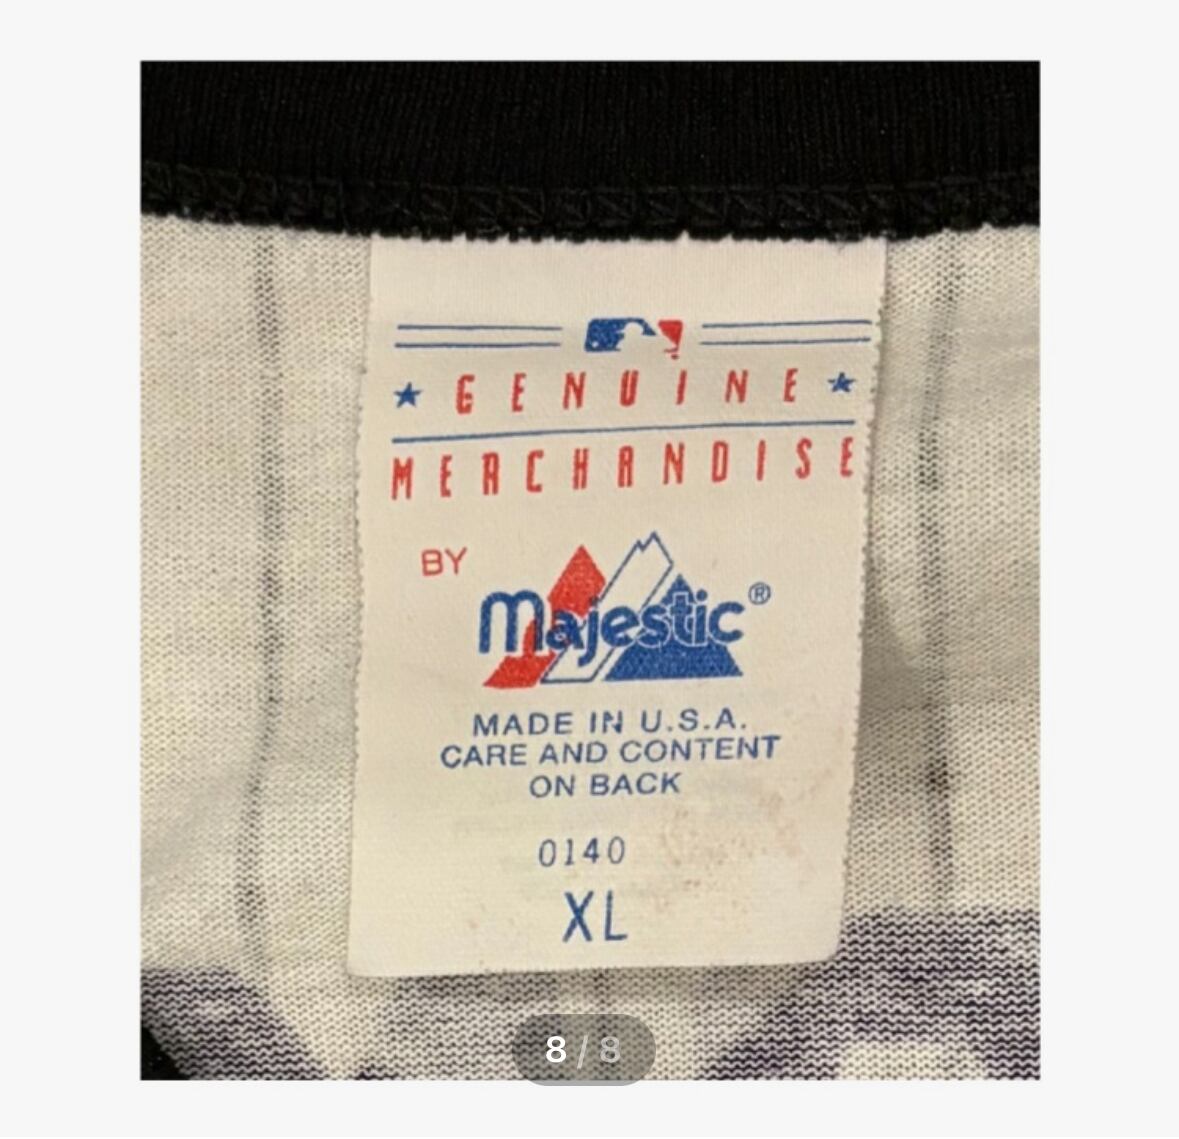 ★ GENUINE ★
MERCHANDISE
BY
Majestic®
MADE IN U.S.A.
CARE AND CONTENT
ON BACK
0140
XL
8 / 8